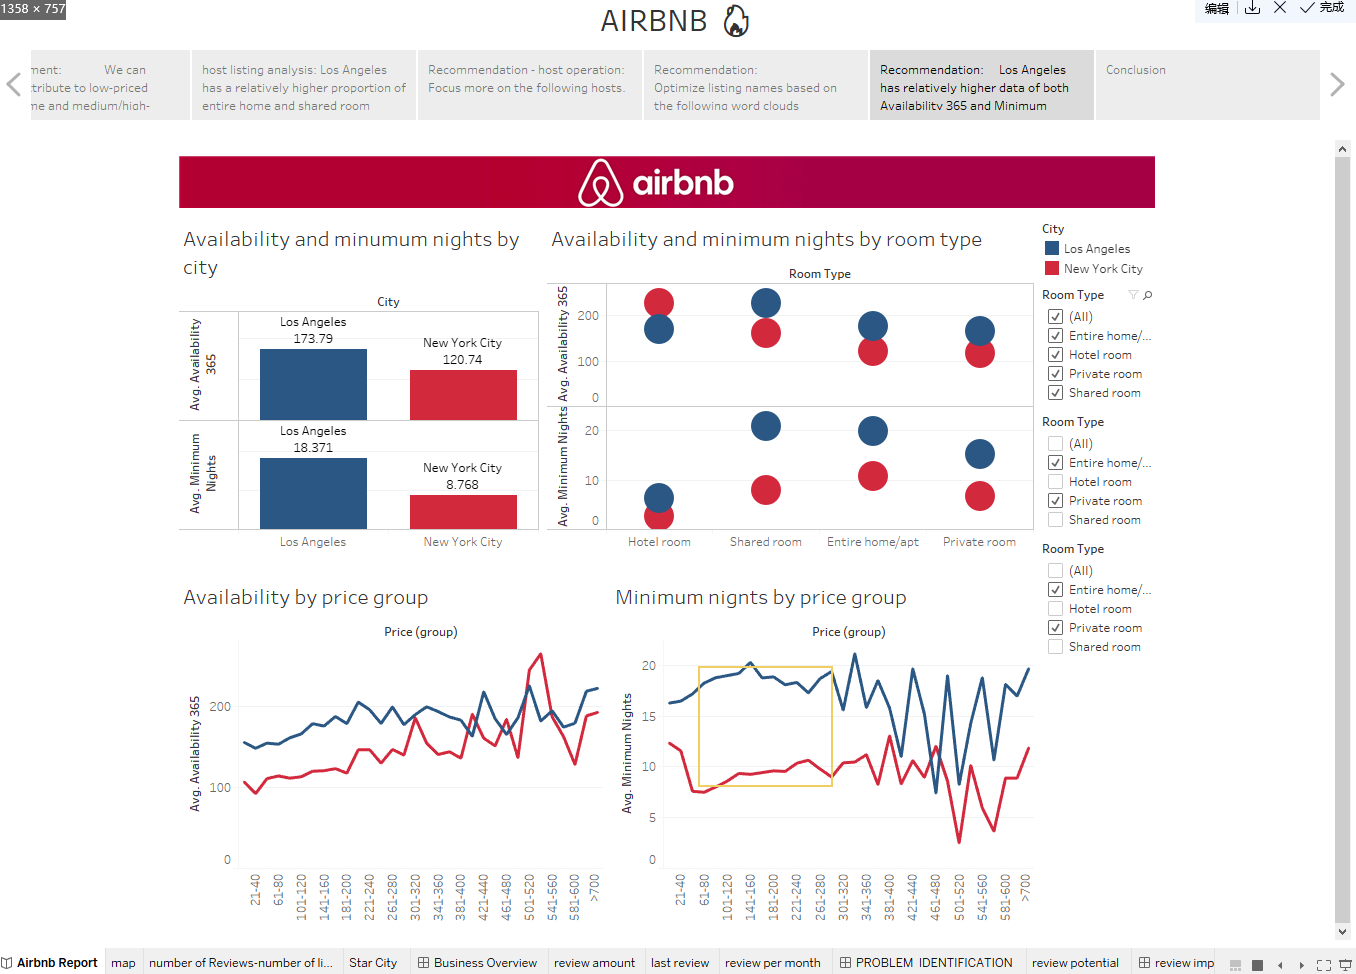 1358 × 757
AIRBNB
编辑
完成
ment: We can
tribute to low-priced
me and medium/high-
host listing analysis: Los Angeles
has a relatively higher proportion of
entire home and shared room
Recommendation - host operation:
Focus more on the following hosts.
Recommendation:
Optimize listing names based on
the following word clouds
Recommendation: Los Angeles
has relatively higher data of both
Availability 365 and Minimum
Conclusion
airbnb
Availability and minumum nights by
city
City
Avg. Availability
365
Los Angeles
173.79
New York City
120.74
Avg. Minimum
Nights
Los Angeles
18.371
New York City
8.768
Los Angeles
New York City
Availability and minimum nights by room type
Room Type
Avg. Availability 365
200
100
0
Avg. Minimum Nights
20
10
0
Hotel room
Shared room
Entire home/apt
Private room
City
Los Angeles
New York City
Room Type
(All)
Entire home/...
Hotel room
Private room
Shared room
Room Type
(All)
Entire home/...
Hotel room
Private room
Shared room
Room Type
(All)
Entire home/...
Hotel room
Private room
Shared room
Availability by price group
Price (group)
Avg. Availability 365
200
100
0
21-40
61-80
101-120
141-160
181-200
221-240
261-280
301-320
341-360
381-400
421-440
461-480
501-520
541-560
581-600
>700
Minimum nignts by price group
Price (group)
Avg. Minimum Nights
20
15
10
5
0
21-40
61-80
101-120
141-160
181-200
221-240
261-280
301-320
341-360
381-400
421-440
461-480
501-520
541-560
581-600
>700
Airbnb Report
map
number of Reviews-number of li...
Star City
Business Overview
review amount
last review
review per month
PROBLEM IDENTIFICATION
review potential
review imp